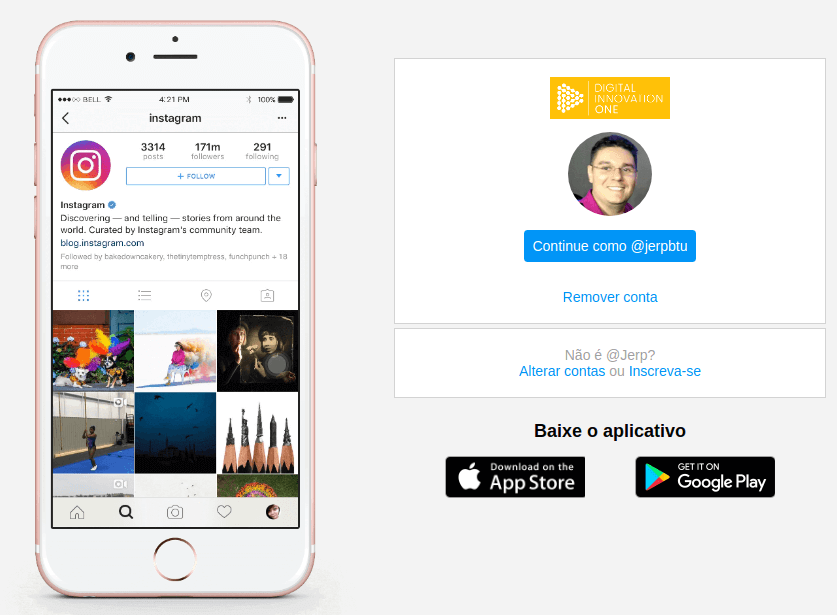 BELL
4:21 PM
100%
instagram
3314
171m
291
posts
followers
following
+ FOLLOW
Instagram
Discovering — and telling — stories from around the
world. Curated by Instagram's community team.
blog.instagram.com
Followed by bakedowncakery, thetinytemptress, funchpunch + 18
more
DIGITAL
INNOVATION
ONE
Continue como @jerpbtu
Remover conta
Não é @Jerp?
Alterar contas ou Inscreva-se
Baixe o aplicativo
Download on the
App Store
GET IT ON
Google Play